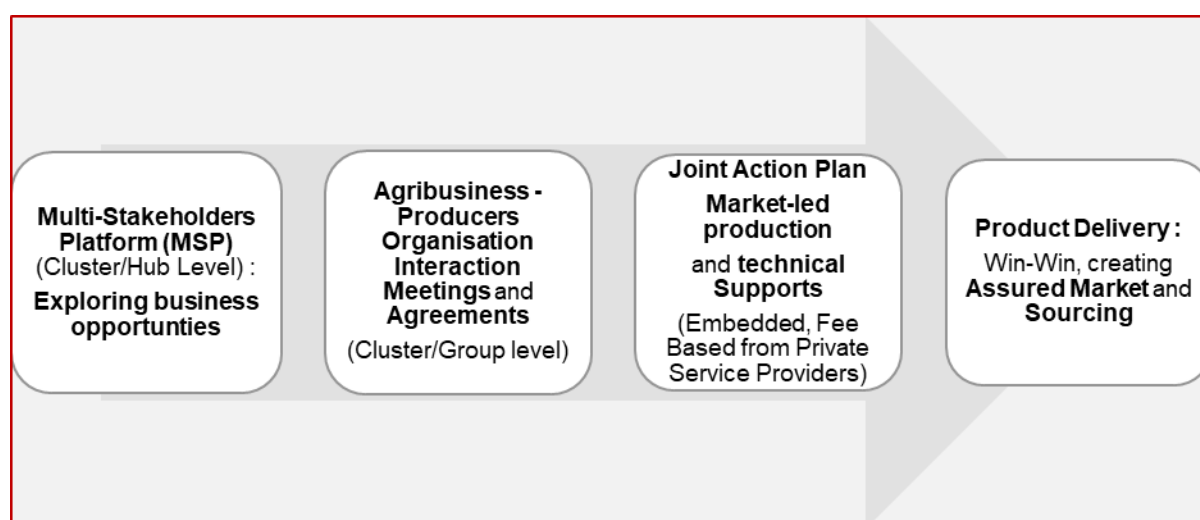 Multi-Stakeholders
Platform (MSP)
(Cluster/Hub Level) :
Exploring business
opportunties
Agribusiness -
Producers
Organisation
Interaction
Meetings and
Agreements
(Cluster/Group level)
Joint Action Plan
Market-led
production
and technical
Supports
(Embedded, Fee
Based from Private
Service Providers)
Product Delivery :
Win-Win, creating
Assured Market and
Sourcing